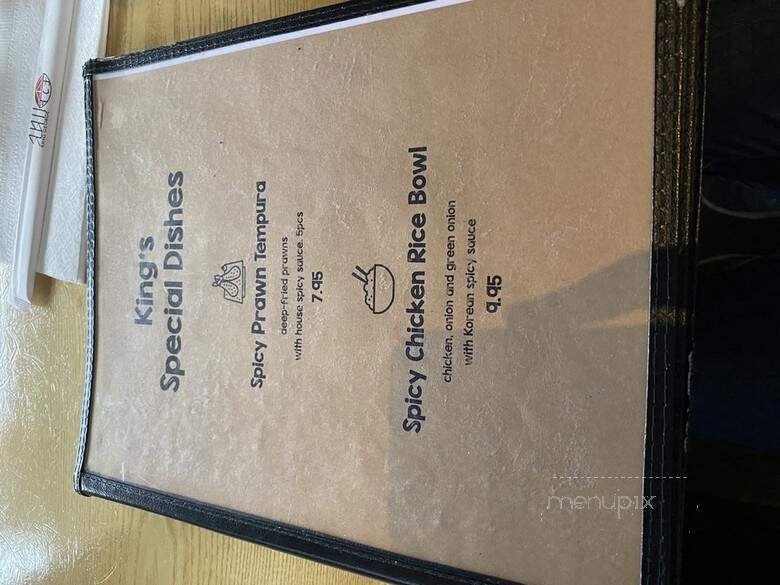 King's
Special Dishes
Spicy Prawn Tempura
deep-fried prawns
with house spicy sauce. 5pcs
7.95
Spicy Chicken Rice Bowl
chicken, onion and green onion
with Korean spicy sauce
9.95
menupix